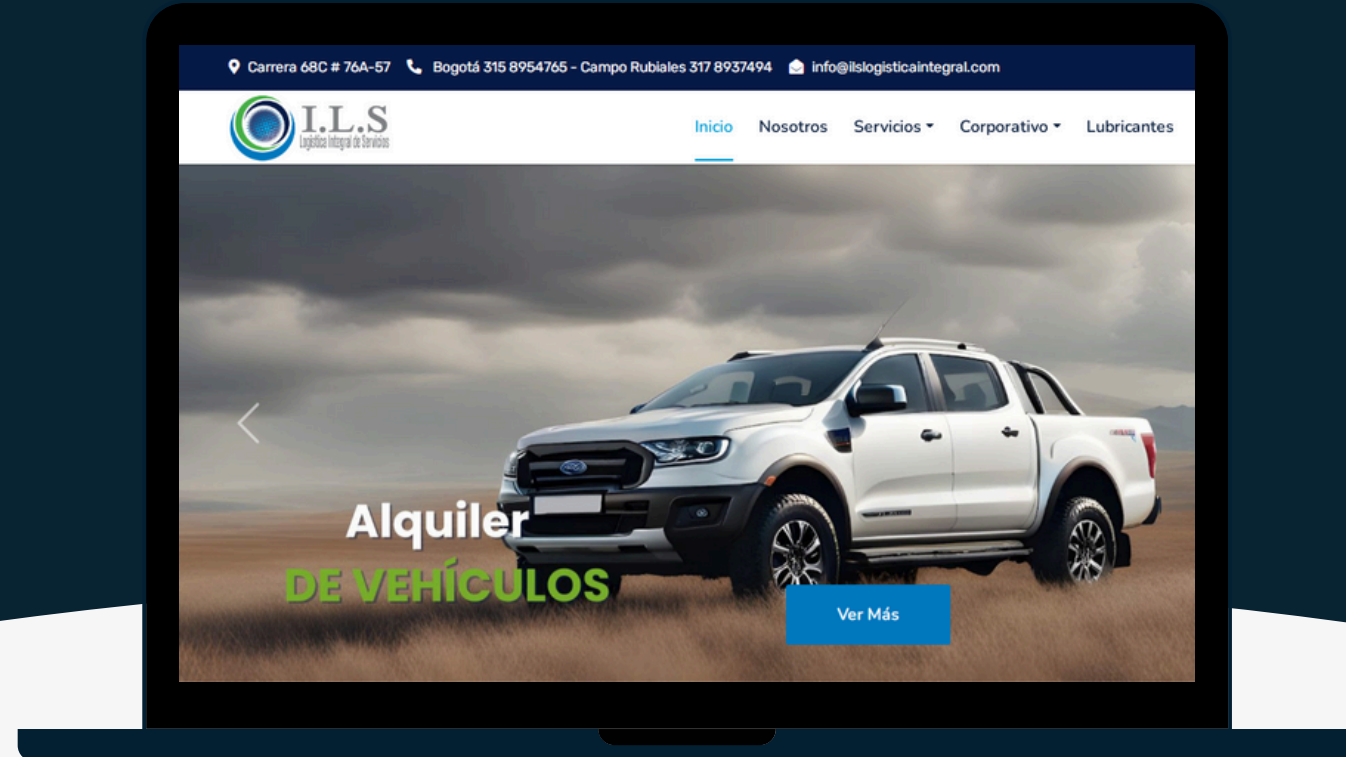 Carrera 68C # 76A-57 Bogotá 315 8954765 - Campo Rubiales 317 8937494 info@ilslogisticaintegral.com
I.L.S
Logística Integral de Servicios
Inicio Nosotros Servicios Corporativo Lubricantes
Alquiler
DE VEHÍCULOS
Ver Más